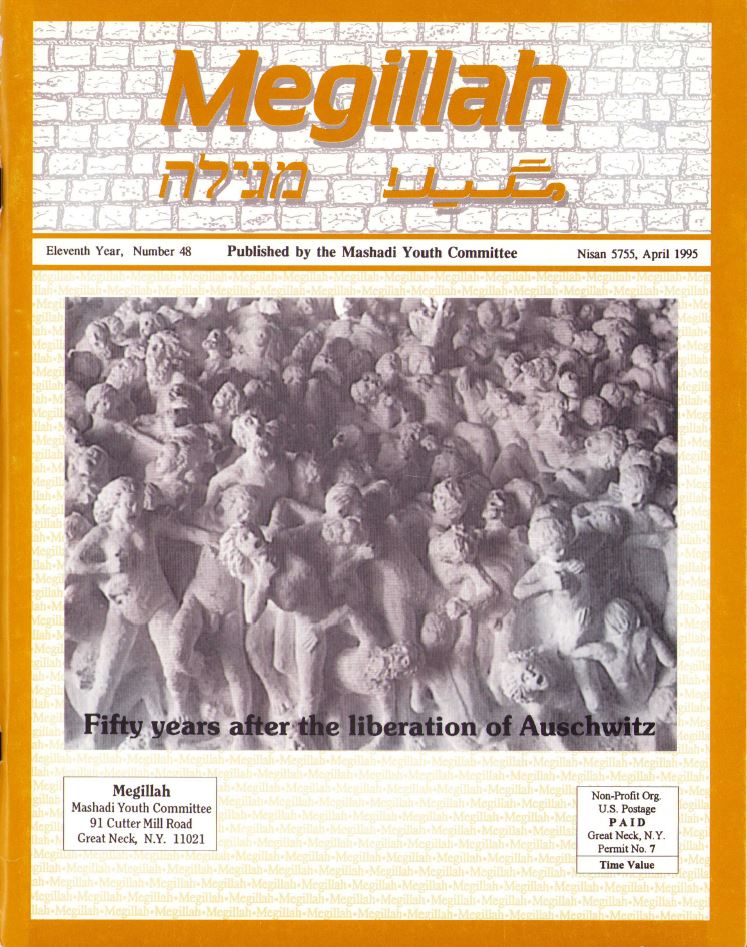 Megillah
מגילה مگیلا
Eleventh Year, Number 48 Published by the Mashadi Youth Committee Nisan 5755, April 1995
Fifty years after the liberation of Auschwitz
Megillah
Mashadi Youth Committee
91 Cutter Mill Road
Great Neck, N.Y. 11021
Non-Profit Org.
U.S. Postage
PAID
Great Neck, N.Y.
Permit No. 7
Time Value